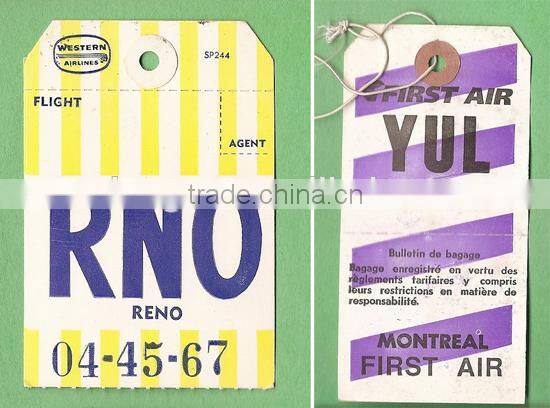 WESTERN
AIRLINES
SP244
FLIGHT
AGENT
RNO
RENO
04-45-67
FIRST AIR
YUL
Bulletin de bagage
Bagage enregistré en vertu des
règlements tarifaires y compris
leurs restrictions en matière de
responsabilité.
MONTREAL
FIRST AIR
trade.china.cn